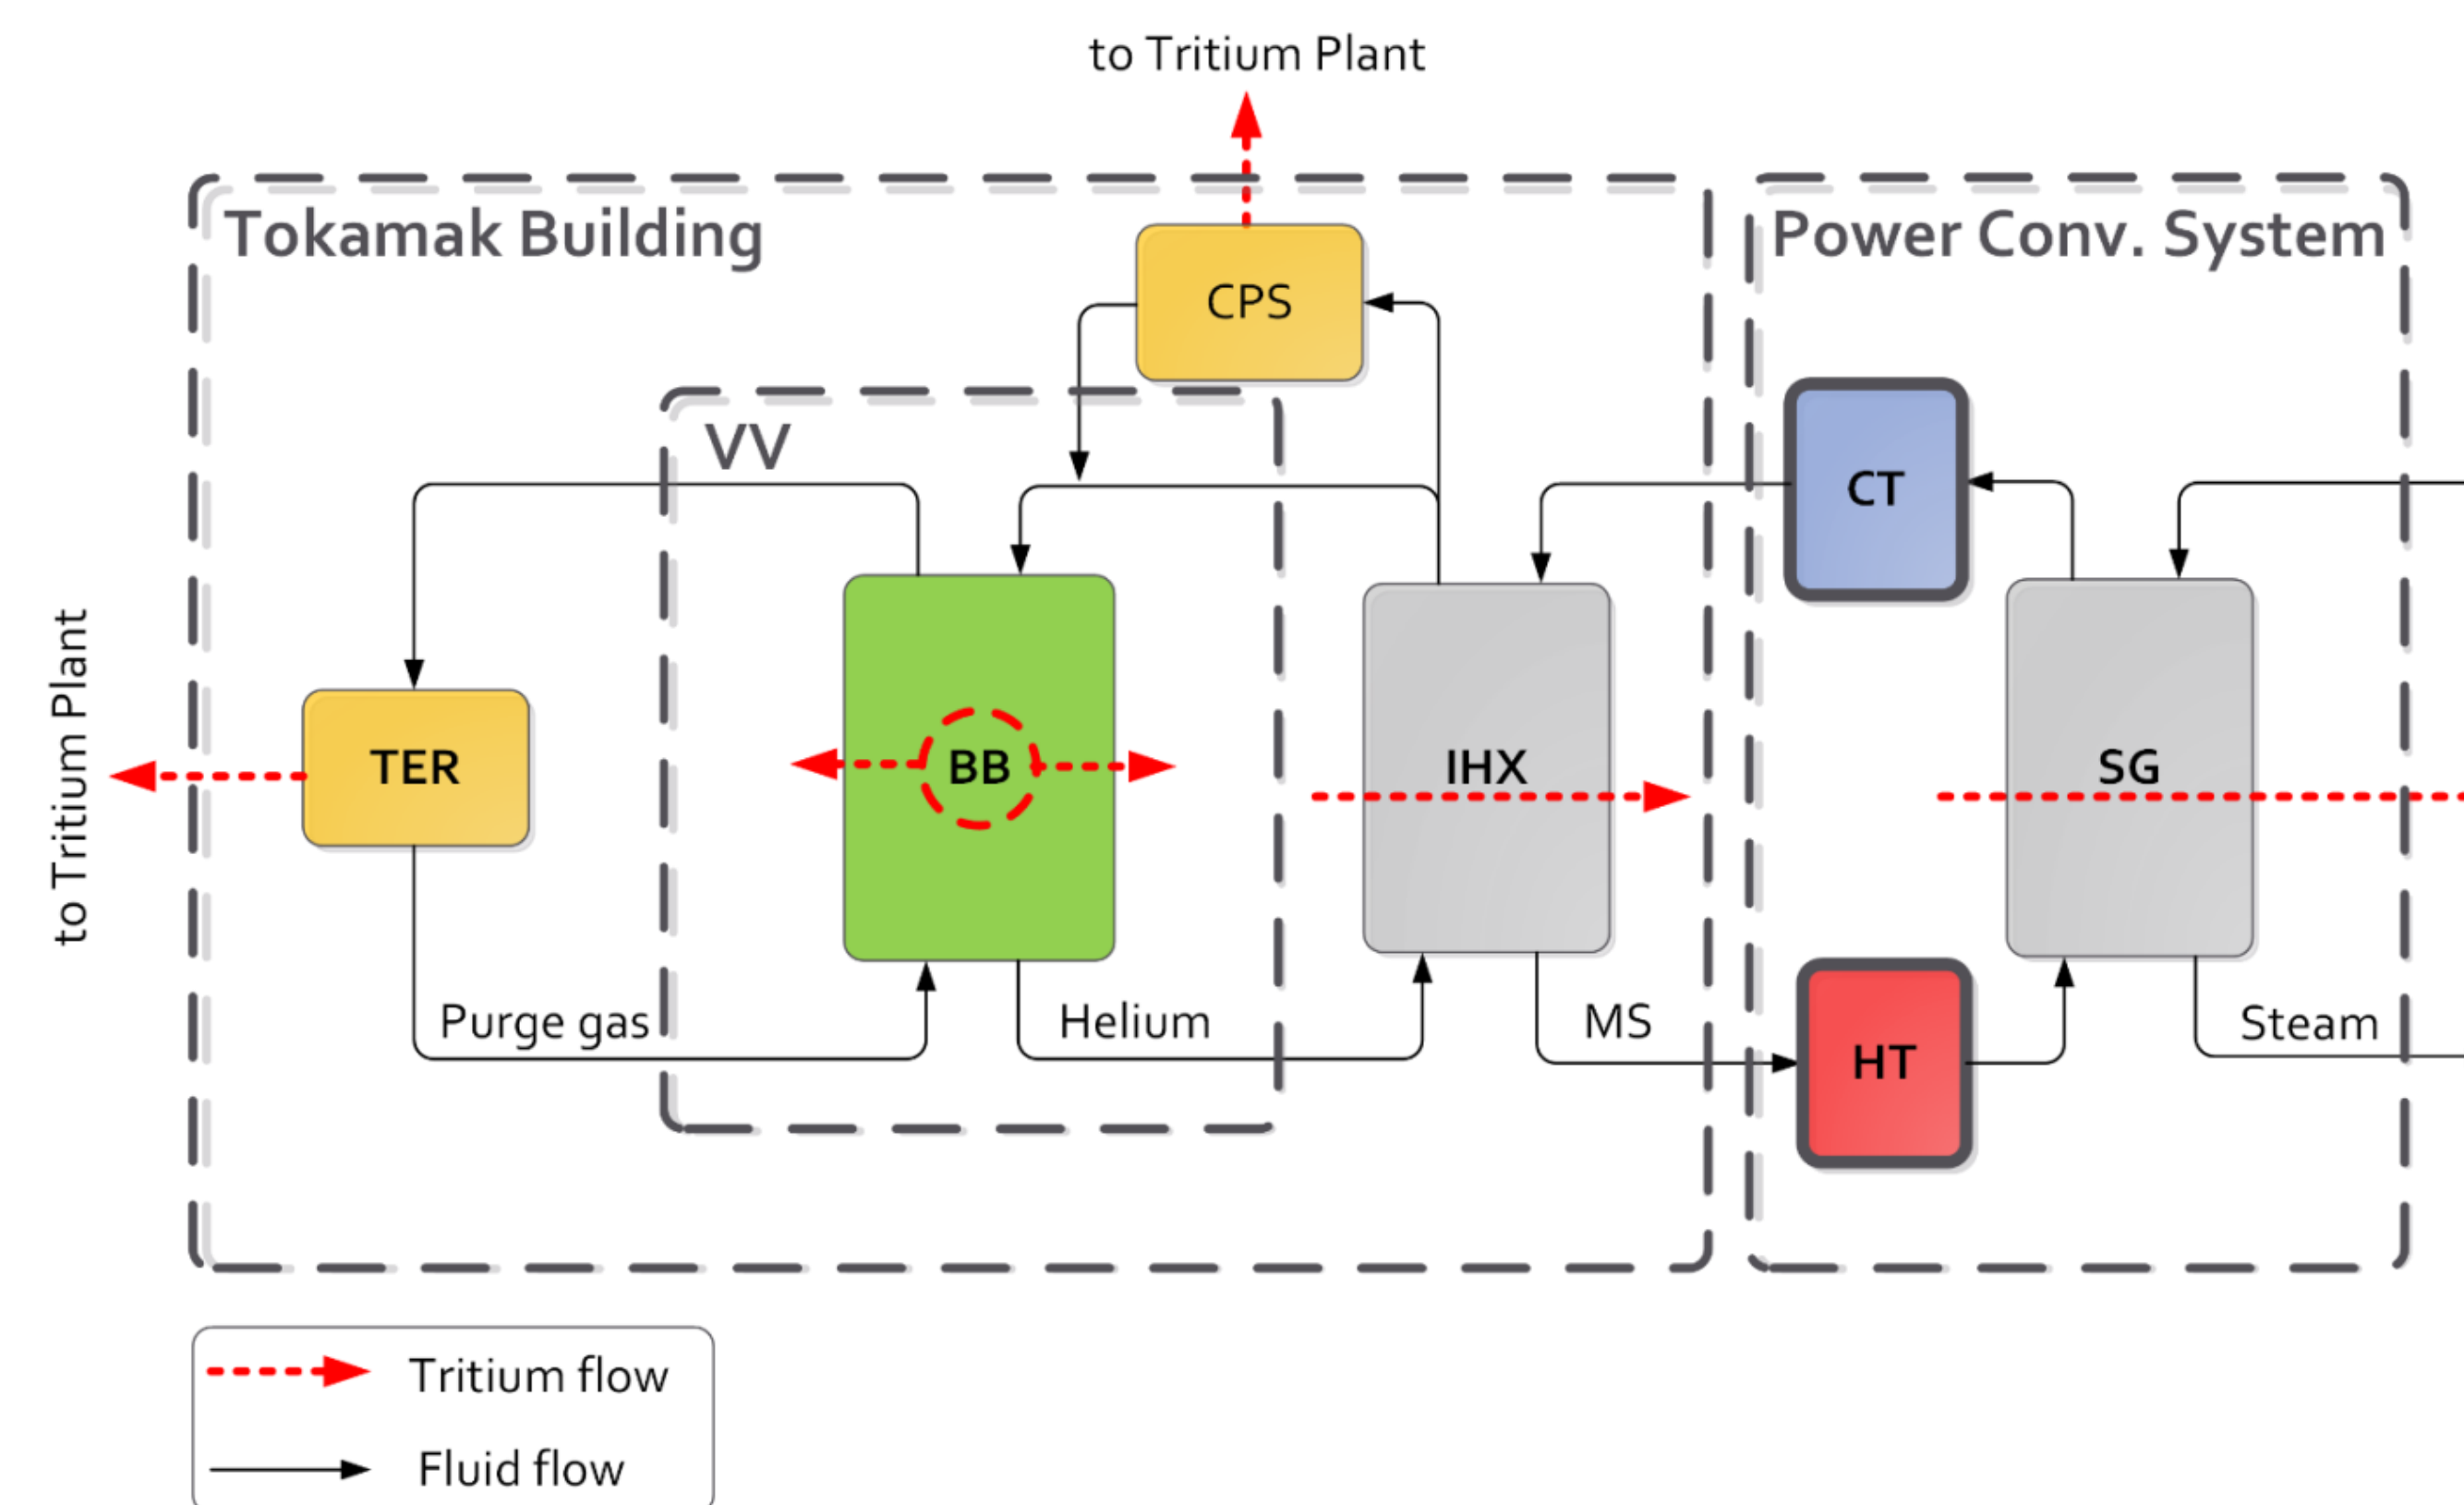 to Tritium Plant
Tokamak Building
Power Conv. System
CPS
VV
CT
to Tritium Plant
TER
BB
IHX
SG
Purge gas
Helium
MS
Steam
HT
Tritium flow
Fluid flow